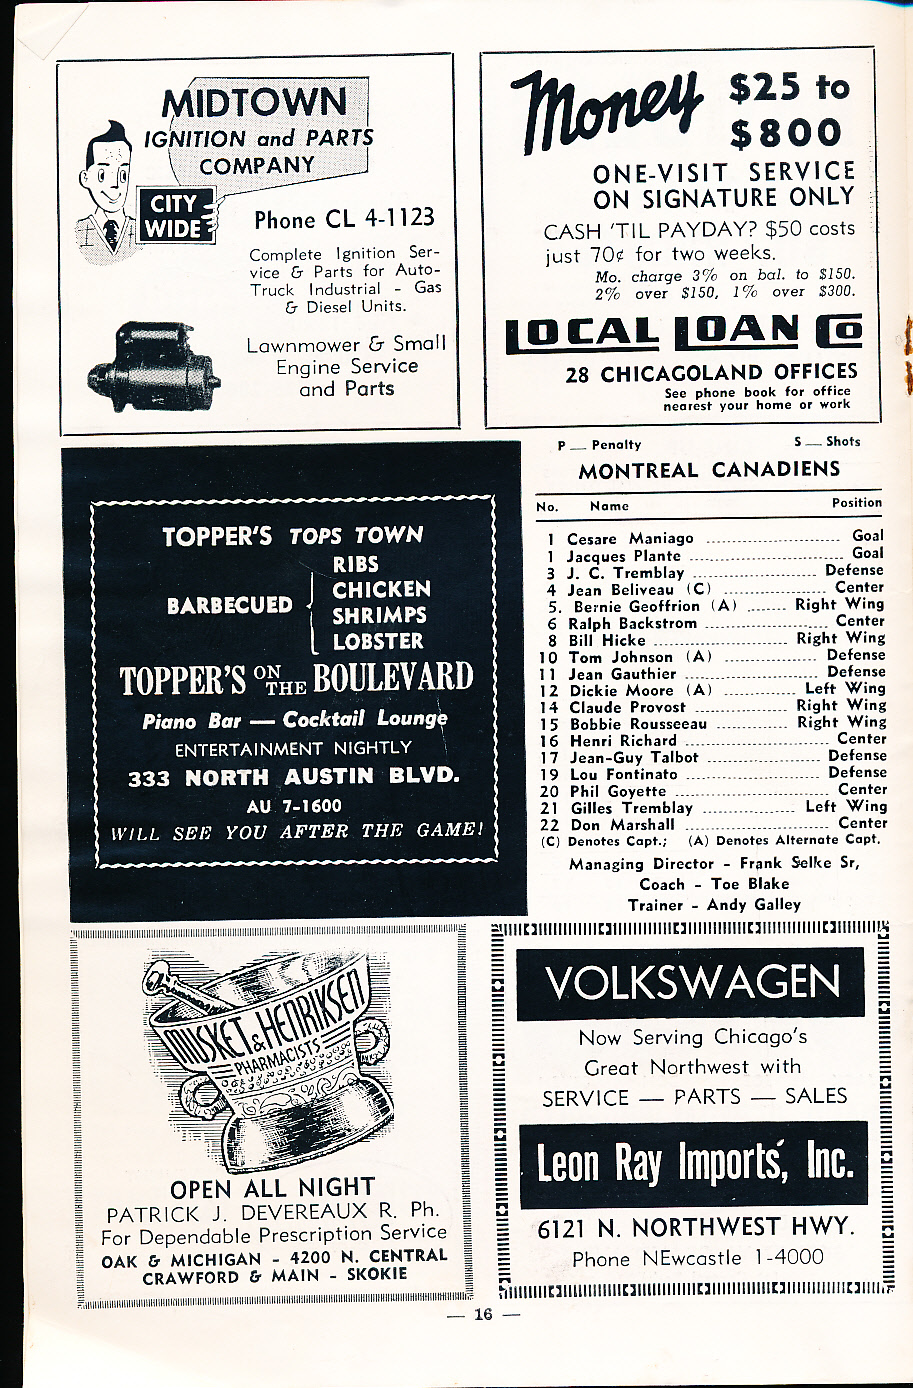 MIDTOWN
IGNITION and PARTS
COMPANY
CITY
WIDE
Phone CL 4-1123
Complete Ignition Ser-
vice & Parts for Auto-
Truck Industrial - Gas
& Diesel Units.
Lawnmower & Small
Engine Service
and Parts
Money $25 to
$800
ONE-VISIT SERVICE
ON SIGNATURE ONLY
CASH 'TIL PAYDAY? $50 costs
just 70¢ for two weeks.
Mo. charge 3% on bal. to $150.
2% over $150, 1% over $300.
LOCAL LOAN Co
28 CHICAGOLAND OFFICES
See phone book for office
nearest your home or work
TOPPER'S TOPS TOWN
BARBECUED
RIBS
CHICKEN
SHRIMPS
LOBSTER
TOPPER'S ON THE BOULEVARD
Piano Bar — Cocktail Lounge
ENTERTAINMENT NIGHTLY
333 NORTH AUSTIN BLVD.
AU 7-1600
WILL SEE YOU AFTER THE GAME!
P __ Penalty S __ Shots
MONTREAL CANADIENS
No. Name Position
1 Cesare Maniago Goal
1 Jacques Plante Goal
3 J. C. Tremblay Defense
4 Jean Beliveau (C) Center
5. Bernie Geoffrion (A) Right Wing
6 Ralph Backstrom Center
8 Bill Hicke Right Wing
10 Tom Johnson (A) Defense
11 Jean Gauthier Defense
12 Dickie Moore (A) Left Wing
14 Claude Provost Right Wing
15 Bobbie Rousseeau Right Wing
16 Henri Richard Center
17 Jean-Guy Talbot Defense
19 Lou Fontinato Defense
20 Phil Goyette Center
21 Gilles Tremblay Left Wing
22 Don Marshall Center
(C) Denotes Capt.; (A) Denotes Alternate Capt.
Managing Director - Frank Selke Sr,
Coach - Toe Blake
Trainer - Andy Galley
MUSKET & HENRIKSEN
PHARMACISTS
OPEN ALL NIGHT
PATRICK J. DEVEREAUX R. Ph.
For Dependable Prescription Service
OAK & MICHIGAN - 4200 N. CENTRAL
CRAWFORD & MAIN - SKOKIE
VOLKSWAGEN
Now Serving Chicago's
Great Northwest with
SERVICE — PARTS — SALES
Leon Ray Imports, Inc.
6121 N. NORTHWEST HWY.
Phone NEwcastle 1-4000
— 16 —